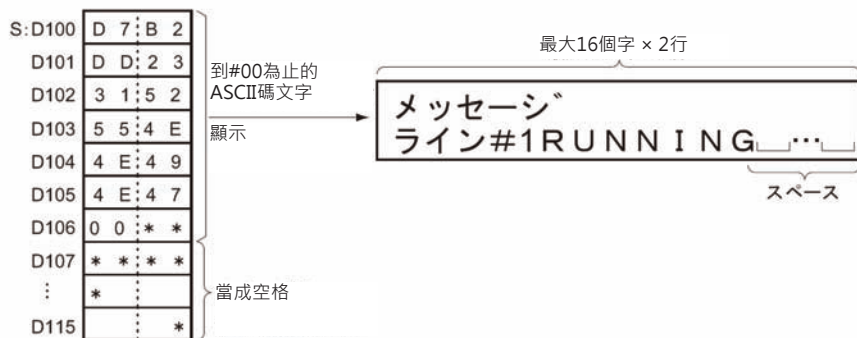 S:D100 D 7 B 2
D101 D D 2 3
D102 3 1 5 2
D103 5 5 4 E
D104 4 E 4 9
D105 4 E 4 7
D106 0 0 * *
D107 * * * *
⋮ *
D115 *
到#00為止的
ASCII碼文字
顯示
當成空格
最大16個字 × 2行
メッセーシ゛
ライン#1RUNNING…
スペース